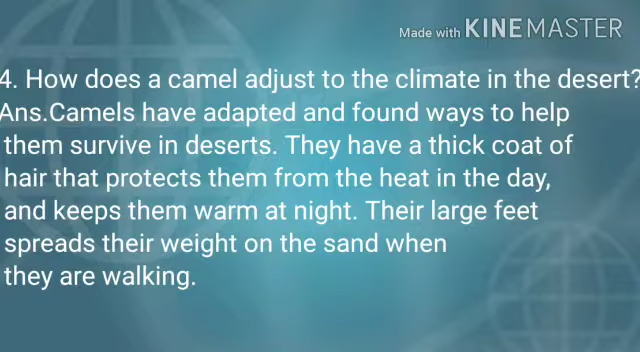 Made with KINEMASTER
4. How does a camel adjust to the climate in the desert?
Ans.Camels have adapted and found ways to help
them survive in deserts. They have a thick coat of
hair that protects them from the heat in the day,
and keeps them warm at night. Their large feet
spreads their weight on the sand when
they are walking.